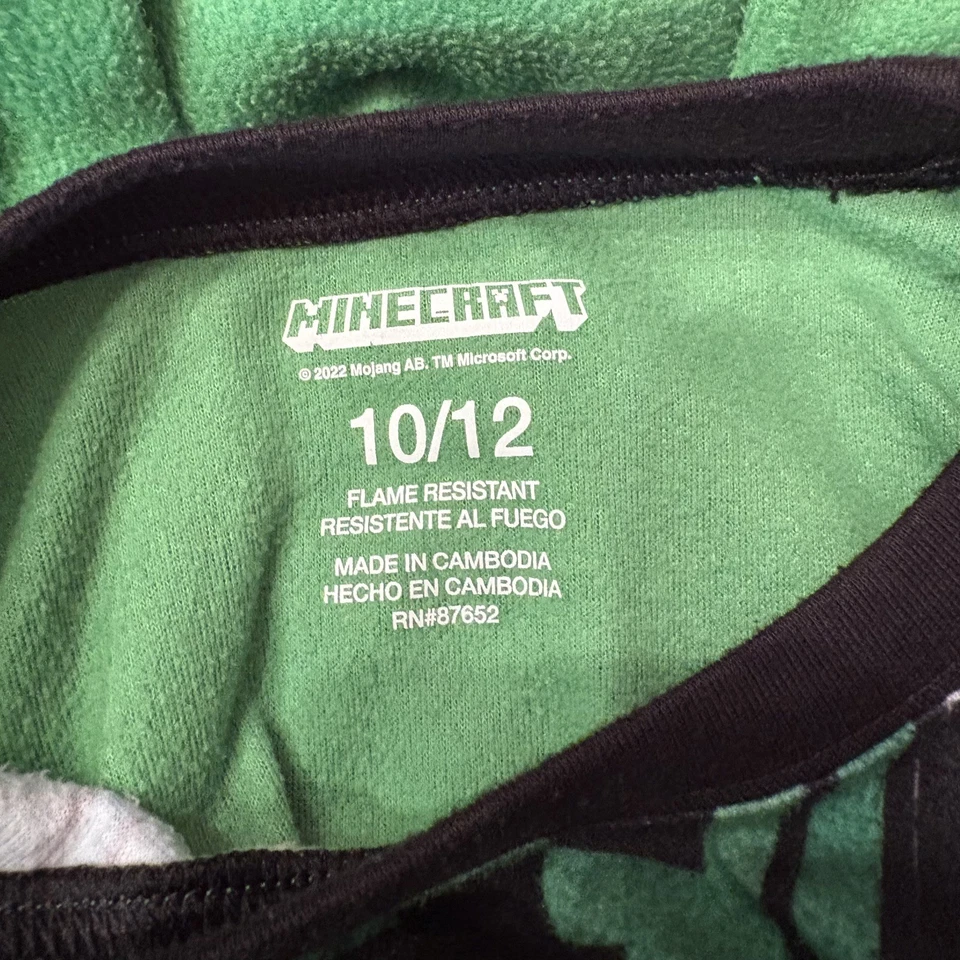 MINECRAFT
© 2022 Mojang AB. TM Microsoft Corp.
10/12
FLAME RESISTANT
RESISTENTE AL FUEGO
MADE IN CAMBODIA
HECHO EN CAMBODIA
RN#87652